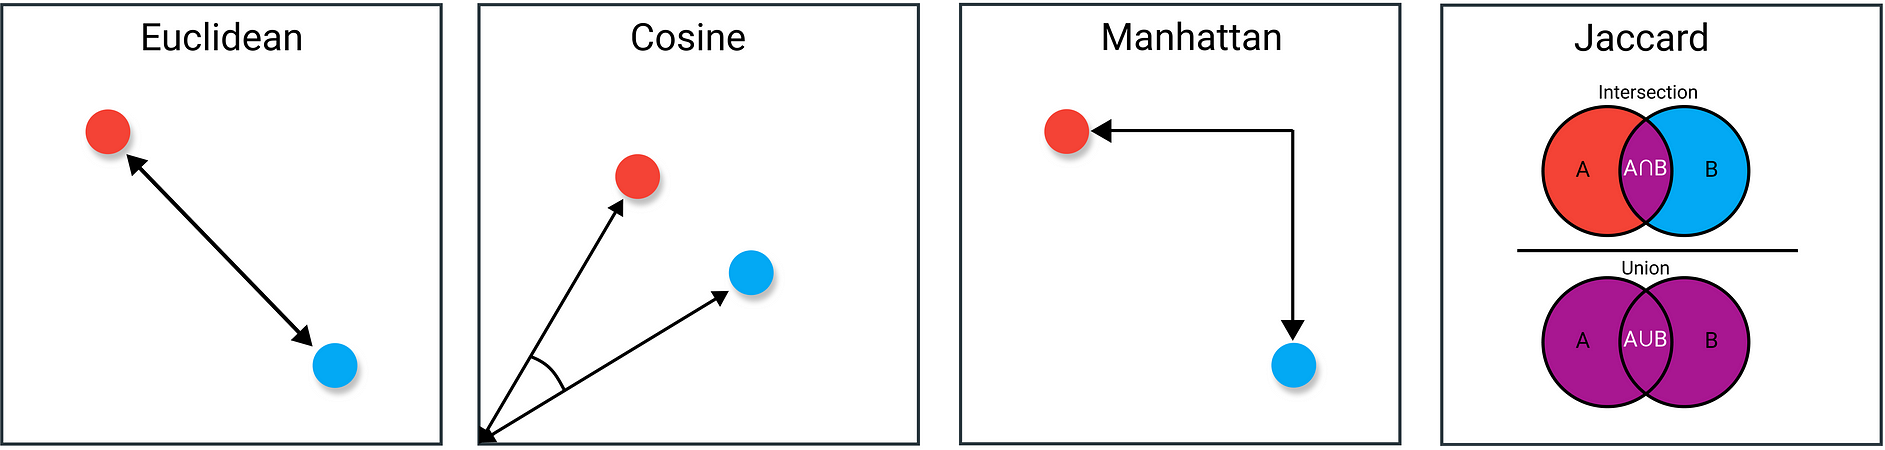 Euclidean
Cosine
Manhattan
Jaccard
Intersection
A
A∩B
B
Union
A
A∪B
B